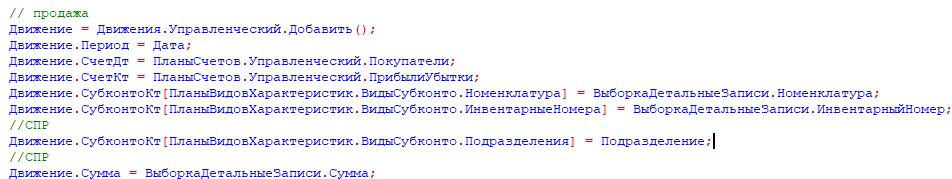 // продажа
Движение = Движения.Управленческий.Добавить();
Движение.Период = Дата;
Движение.СчетДт = ПланыСчетов.Управленческий.Покупатели;
Движение.СчетКт = ПланыСчетов.Управленческий.ПрибылиУбытки;
Движение.СубконтоКт[ПланыВидовХарактеристик.ВидыСубконто.Номенклатура] = ВыборкаДетальныеЗаписи.Номенклатура;
Движение.СубконтоКт[ПланыВидовХарактеристик.ВидыСубконто.ИнвентарныеНомера] = ВыборкаДетальныеЗаписи.ИнвентарныйНомер;
//СПР
Движение.СубконтоКт[ПланыВидовХарактеристик.ВидыСубконто.Подразделения] = Подразделение;
//СПР
Движение.Сумма = ВыборкаДетальныеЗаписи.Сумма;